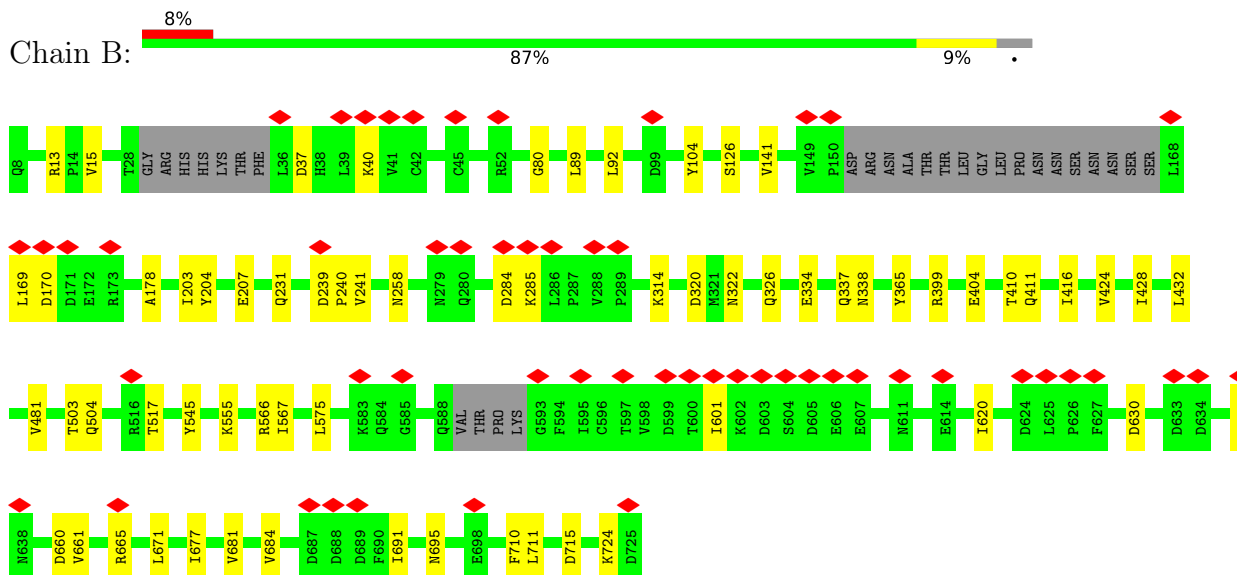 8%
Chain B:
87% 9% •
Q8 R13 P14 V15 T28 GLY ARG HIS HIS LYS THR PHE L36 D37 H38 L39 K40 V41 C42 C45 R52 G80 L89 L92 D99 Y104 S126 V141 V149 P150 ASP ARG ASN ALA THR THR LEU GLY LEU PRO ASN ASN SER ASN ASN SER SER L168
L169 D170 D171 E172 R173 A178 I203 Y204 E207 Q231 D239 P240 V241 N258 N279 Q280 D284 K285 L286 P287 V288 P289 K314 D320 M321 N322 Q326 E334 Q337 N338 Y365 R399 E404 T410 Q411 I416 V424 I428 L432
V481 T503 Q504 R516 T517 Y545 K555 R566 I567 L575 K583 Q584 G585 Q588 VAL THR PRO LYS G593 F594 I595 C596 T597 V598 D599 T600 I601 K602 D603 S604 D605 E606 E607 N611 E614 I620 D624 L625 P626 F627 D630 D633 D634
N638 D660 V661 R665 L671 I677 V681 V684 D687 D688 D689 F690 I691 N695 E698 F710 L711 D715 K724 D725